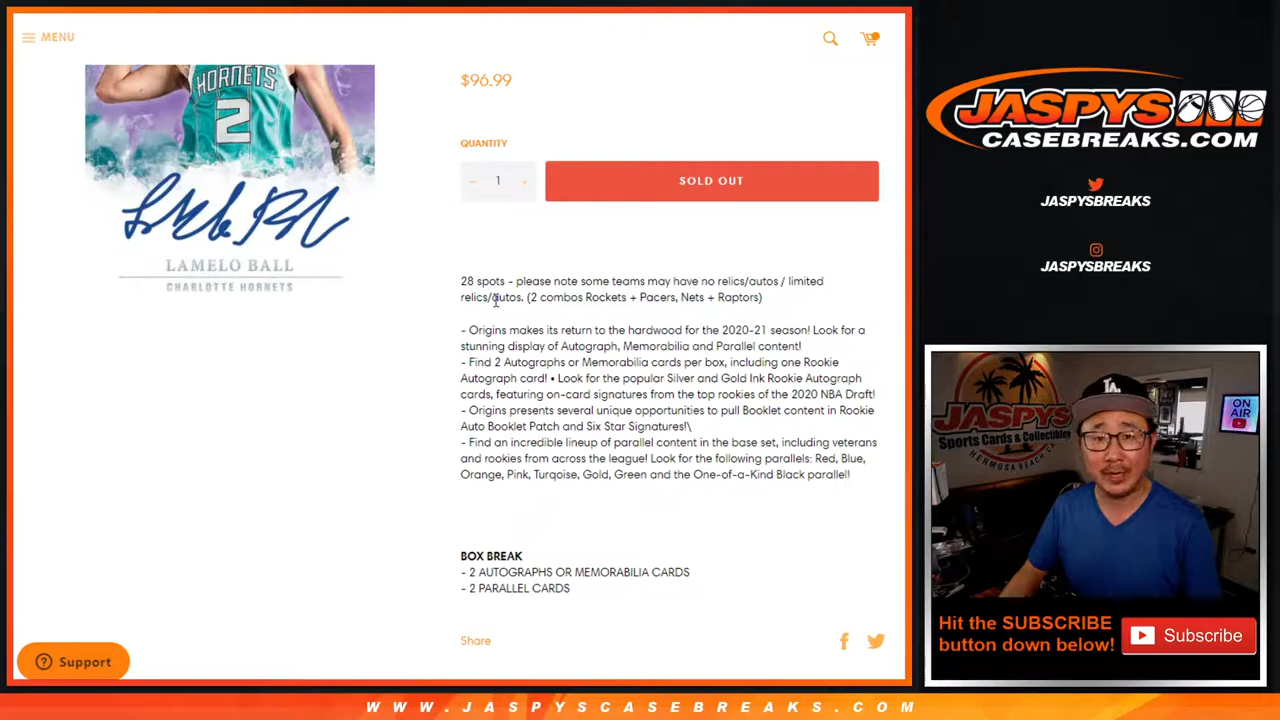 MENU
HORNETS
2
LAMELO BALL
CHARLOTTE HORNETS
$96.99
QUANTITY
- 1 +
SOLD OUT
28 spots - please note some teams may have no relics/autos / limited
relics/autos. (2 combos Rockets + Pacers, Nets + Raptors)
- Origins makes its return to the hardwood for the 2020-21 season! Look for a
stunning display of Autograph, Memorabilia and Parallel content!
- Find 2 Autographs or Memorabilia cards per box, including one Rookie
Autograph card! • Look for the popular Silver and Gold Ink Rookie Autograph
cards, featuring on-card signatures from the top rookies of the 2020 NBA Draft!
- Origins presents several unique opportunities to pull Booklet content in Rookie
Auto Booklet Patch and Six Star Signatures!\
- Find an incredible lineup of parallel content in the base set, including veterans
and rookies from across the league! Look for the following parallels: Red, Blue,
Orange, Pink, Turqoise, Gold, Green and the One-of-a-Kind Black parallel!
BOX BREAK
- 2 AUTOGRAPHS OR MEMORABILIA CARDS
- 2 PARALLEL CARDS
Share
Support
JASPYS
CASEBREAKS.COM
JASPYSBREAKS
JASPYSBREAKS
JASPYS
Sports Cards & Collectibles
HERMOSA BEACH, CA
LA
ON
AIR
Hit the SUBSCRIBE
button down below!
Subscribe
WWW.JASPYSCASEBREAKS.COM